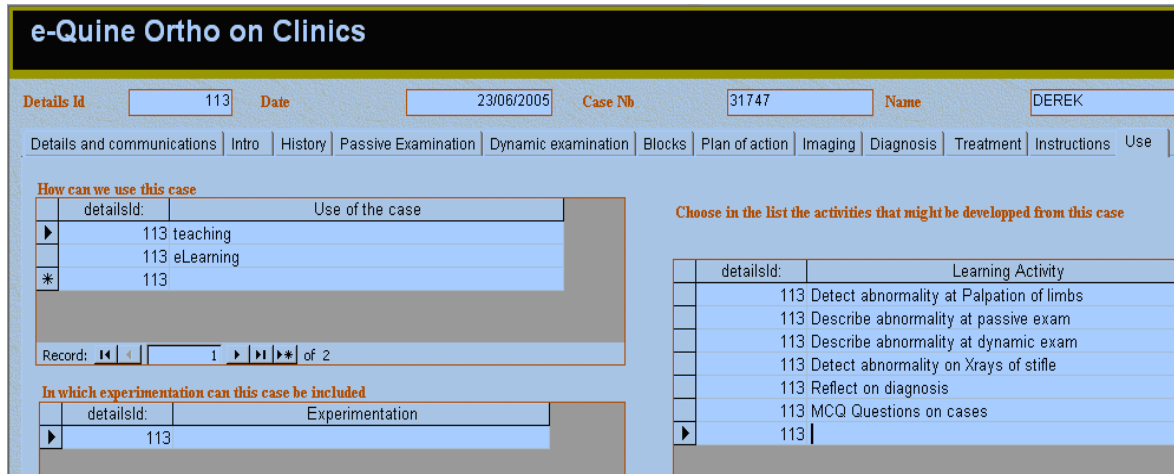 e-Quine Ortho on Clinics
Details Id 113 Date 23/06/2005 Case Nb 31747 Name DEREK
Details and communications Intro History Passive Examination Dynamic examination Blocks Plan of action Imaging Diagnosis Treatment Instructions Use
How can we use this case
detailsId: Use of the case
113 teaching
113 eLearning
* 113
Record: 1 of 2
In which experimentation can this case be included
detailsId: Experimentation
113
Choose in the list the activities that might be developped from this case
detailsId: Learning Activity
113 Detect abnormality at Palpation of limbs
113 Describe abnormality at passive exam
113 Describe abnormality at dynamic exam
113 Detect abnormality on Xrays of stifle
113 Reflect on diagnosis
113 MCQ Questions on cases
113